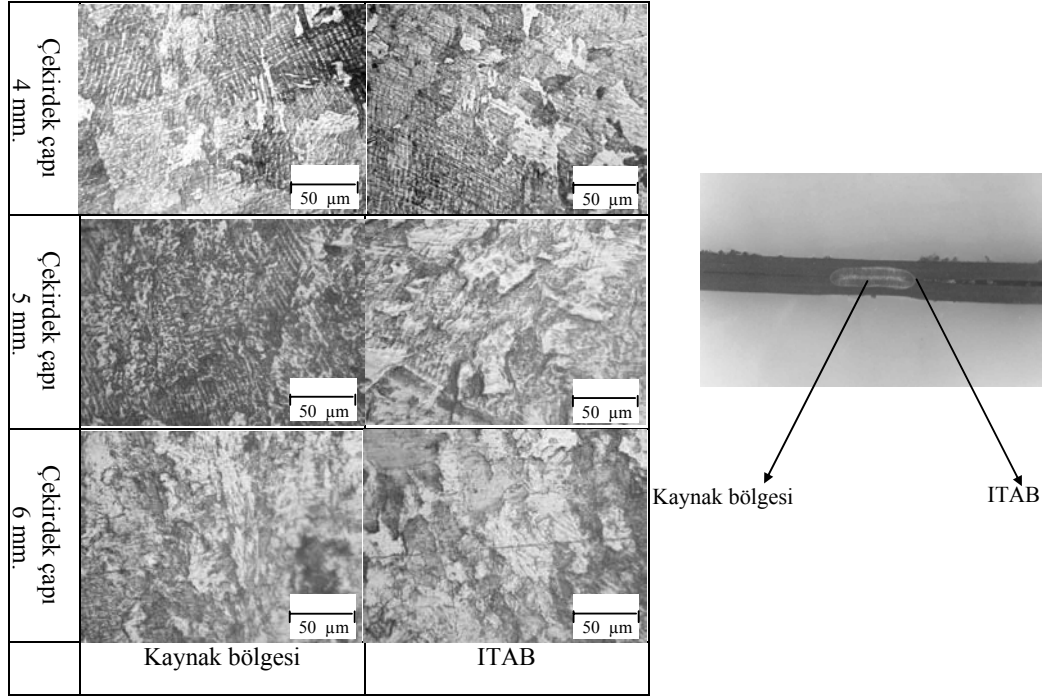 Çekirdek çapı
4 mm.
50 µm
50 µm
Çekirdek çapı
5 mm.
50 µm
50 µm
Çekirdek çapı
6 mm.
50 µm
50 µm
Kaynak bölgesi
ITAB
Kaynak bölgesi
ITAB